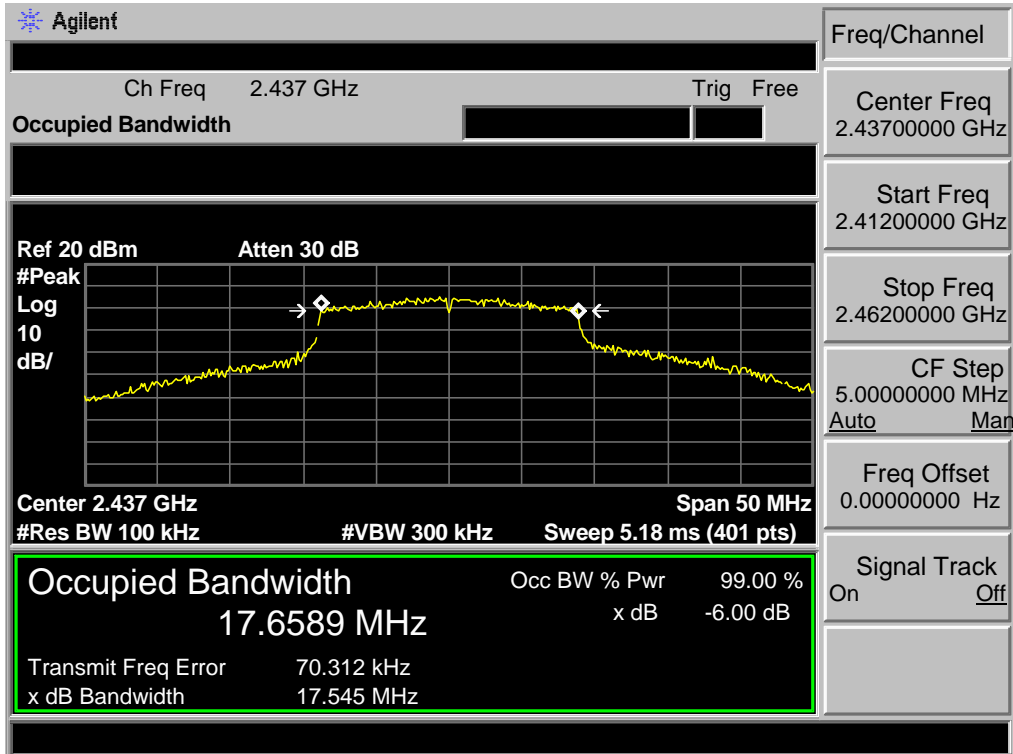 Agilent
Freq/Channel
Ch Freq 2.437 GHz Trig Free
Occupied Bandwidth
Center Freq
2.43700000 GHz
Start Freq
2.41200000 GHz
Stop Freq
2.46200000 GHz
CF Step
5.00000000 MHz
Auto Man
Freq Offset
0.00000000 Hz
Signal Track
On Off
Ref 20 dBm Atten 30 dB
#Peak
Log
10
dB/
Center 2.437 GHz Span 50 MHz
#Res BW 100 kHz #VBW 300 kHz Sweep 5.18 ms (401 pts)
Occupied Bandwidth Occ BW % Pwr 99.00 %
17.6589 MHz x dB -6.00 dB
Transmit Freq Error 70.312 kHz
x dB Bandwidth 17.545 MHz